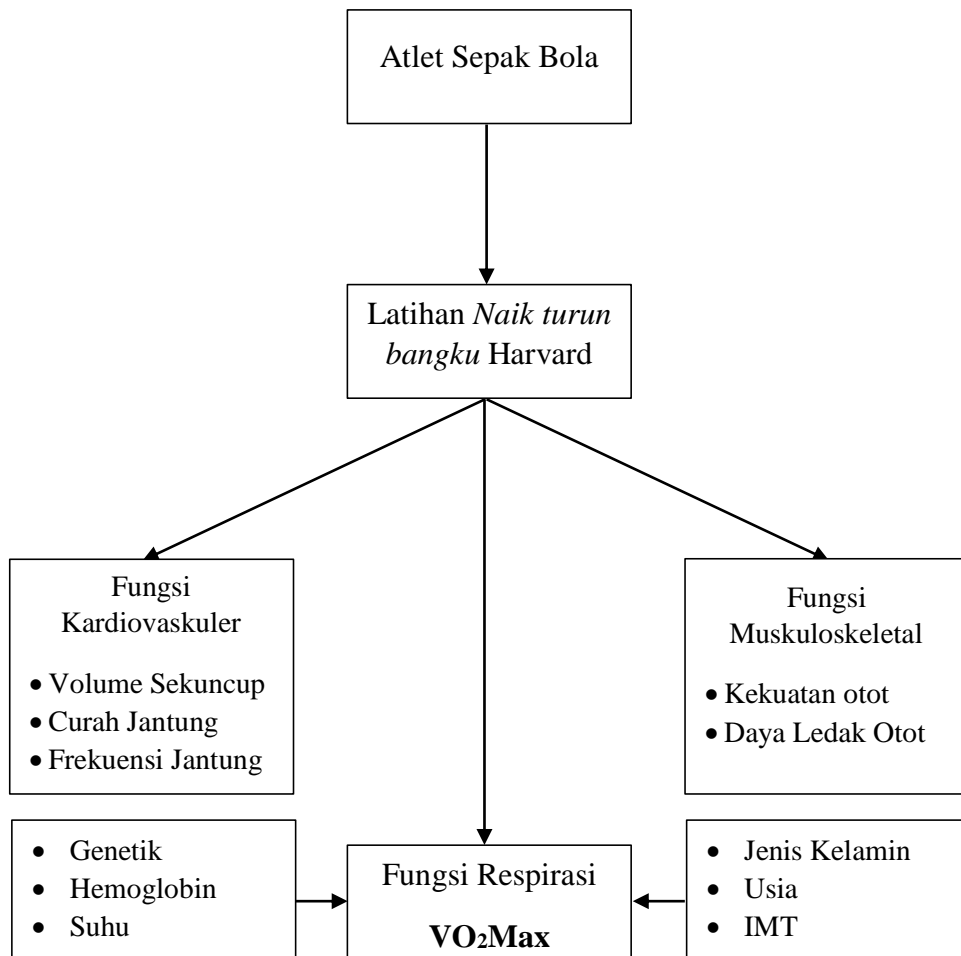 Atlet Sepak Bola
Latihan Naik turun
bangku Harvard
Fungsi
Kardiovaskuler
• Volume Sekuncup
• Curah Jantung
• Frekuensi Jantung
Fungsi
Muskuloskeletal
• Kekuatan otot
• Daya Ledak Otot
• Genetik
• Hemoglobin
• Suhu
Fungsi Respirasi
VO₂Max
• Jenis Kelamin
• Usia
• IMT